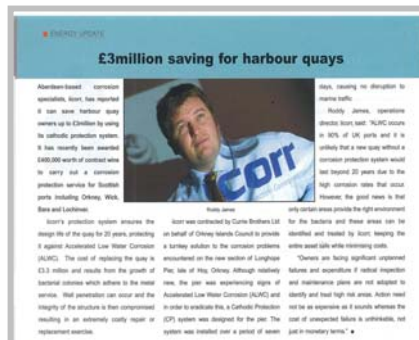 ENERGY UPDATE
£3million saving for harbour quays
Aberdeen-based corrosion
specialists, iicorr, has reported
it can save harbour quay
owners up to £3million by using
its cathodic protection system.
It has recently been awarded
£400,000 worth of contract wins
to carry out a corrosion
protection service for Scottish
ports including Orkney, Wick,
Bara and Lochinver.
iicorr's protection system ensures the
design life of the quay for 20 years, protecting
it against Accelerated Low Water Corrosion
(ALWC). The cost of replacing the quay is
£3.5 million and results from the growth of
bacterial colonies which adhere to the metal
service. Wall penetration can occur and the
integrity of the structure is then compromised
resulting in an extremely costly repair or
replacement exercise.
corr
Roddy James
iicorr was contracted by Currie Brothers Ltd
on behalf of Orkney Islands Council to provide
a turnkey solution to the corrosion problems
encountered on the new section of Longhope
Pier, Isle of Hoy, Orkney. Although relatively
new, the pier was experiencing signs of
Accelerated Low Water Corrosion (ALWC) and
in order to eradicate this, a Cathodic Protection
(CP) system was designed for the pier. The
system was installed over a period of seven
days, causing no disruption to
marine traffic.
Roddy James, operations
director, iicorr, said: "ALWC occurs
in 90% of UK ports and it is
unlikely that a new quay without a
corrosion protection system would
last beyond 20 years due to the
high corrosion rates that occur.
However, the good news is that
only certain areas provide the right environment
for the bacteria and these areas can be
identified and treated by iicorr, keeping the
entire asset safe while minimising costs.
"Owners are facing significant unplanned
failures and expenditure if radical inspection
and maintenance plans are not adopted to
identify and treat high risk areas. Action need
not be as expensive as it sounds whereas the
cost of unexpected failure is unthinkable, not
just in monetary terms."